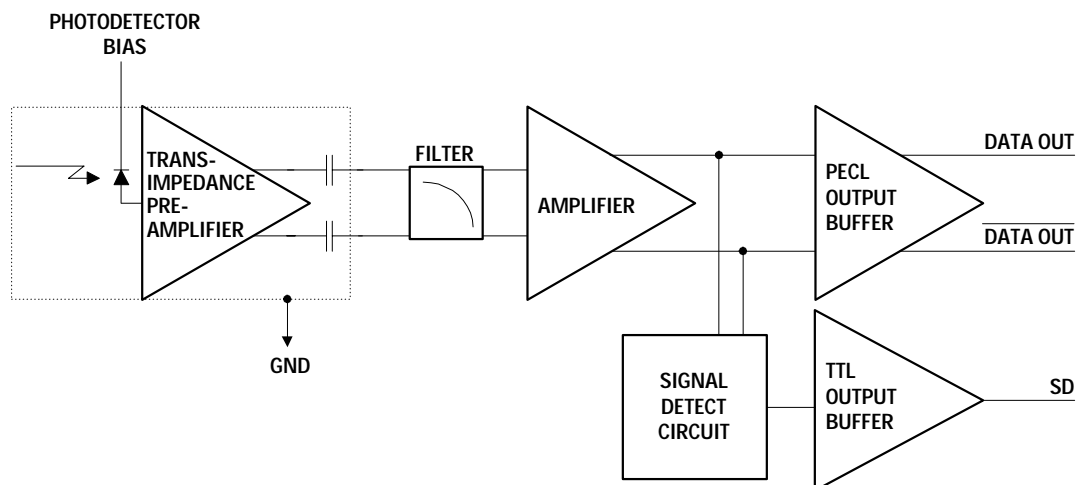 PHOTODETECTOR
BIAS
TRANS-
IMPEDANCE
PRE-
AMPLIFIER
GND
FILTER
AMPLIFIER
SIGNAL
DETECT
CIRCUIT
PECL
OUTPUT
BUFFER
DATA OUT
DATA OUT
TTL
OUTPUT
BUFFER
SD